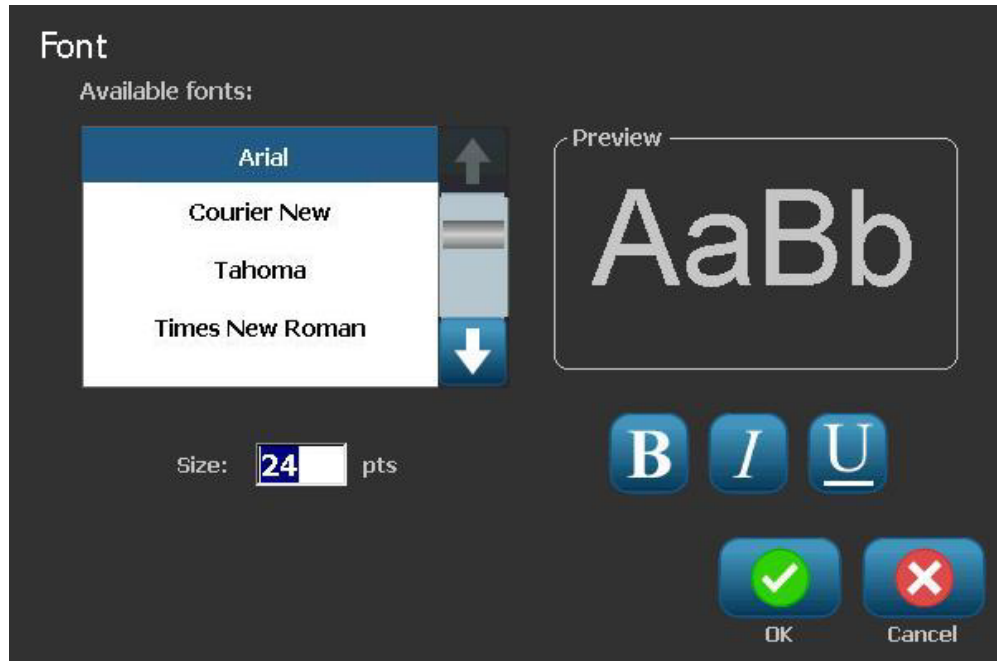 Font
Available fonts:
Arial
Courier New
Tahoma
Times New Roman
Preview
AaBb
Size: 24 pts
B I U
OK Cancel